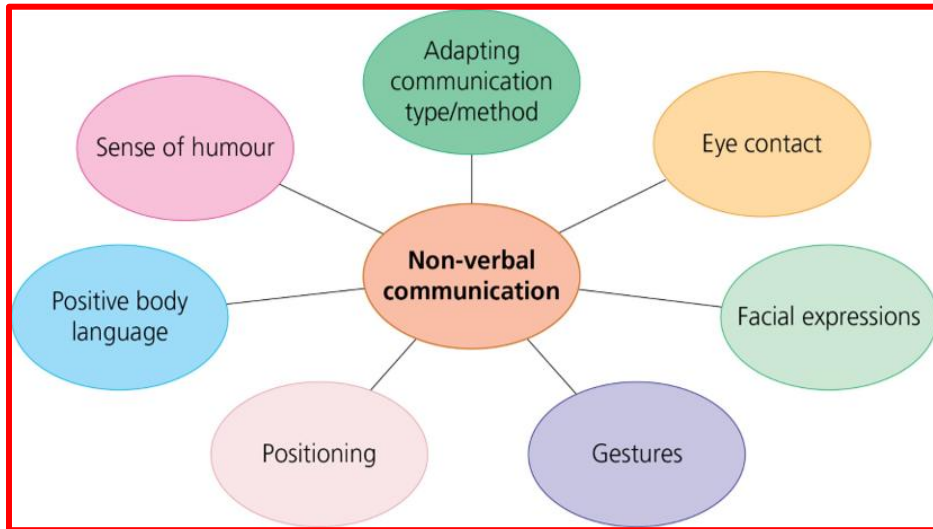 Adapting
communication
type/method
Sense of humour
Eye contact
Non-verbal
communication
Positive body
language
Facial expressions
Positioning
Gestures